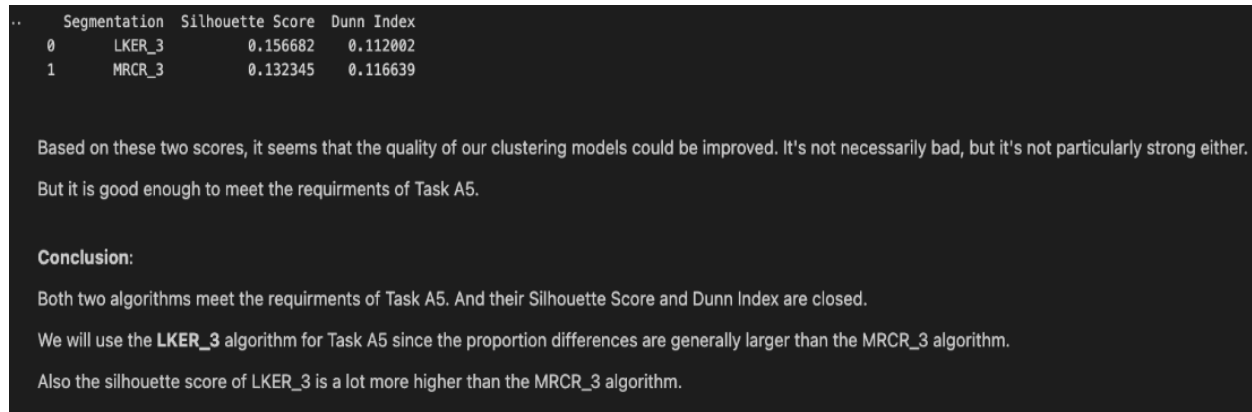 .. Segmentation Silhouette Score Dunn Index
0 LKER_3 0.156682 0.112002
1 MRCR_3 0.132345 0.116639
Based on these two scores, it seems that the quality of our clustering models could be improved. It's not necessarily bad, but it's not particularly strong either.
But it is good enough to meet the requirments of Task A5.
Conclusion:
Both two algorithms meet the requirments of Task A5. And their Silhouette Score and Dunn Index are closed.
We will use the LKER_3 algorithm for Task A5 since the proportion differences are generally larger than the MRCR_3 algorithm.
Also the silhouette score of LKER_3 is a lot more higher than the MRCR_3 algorithm.